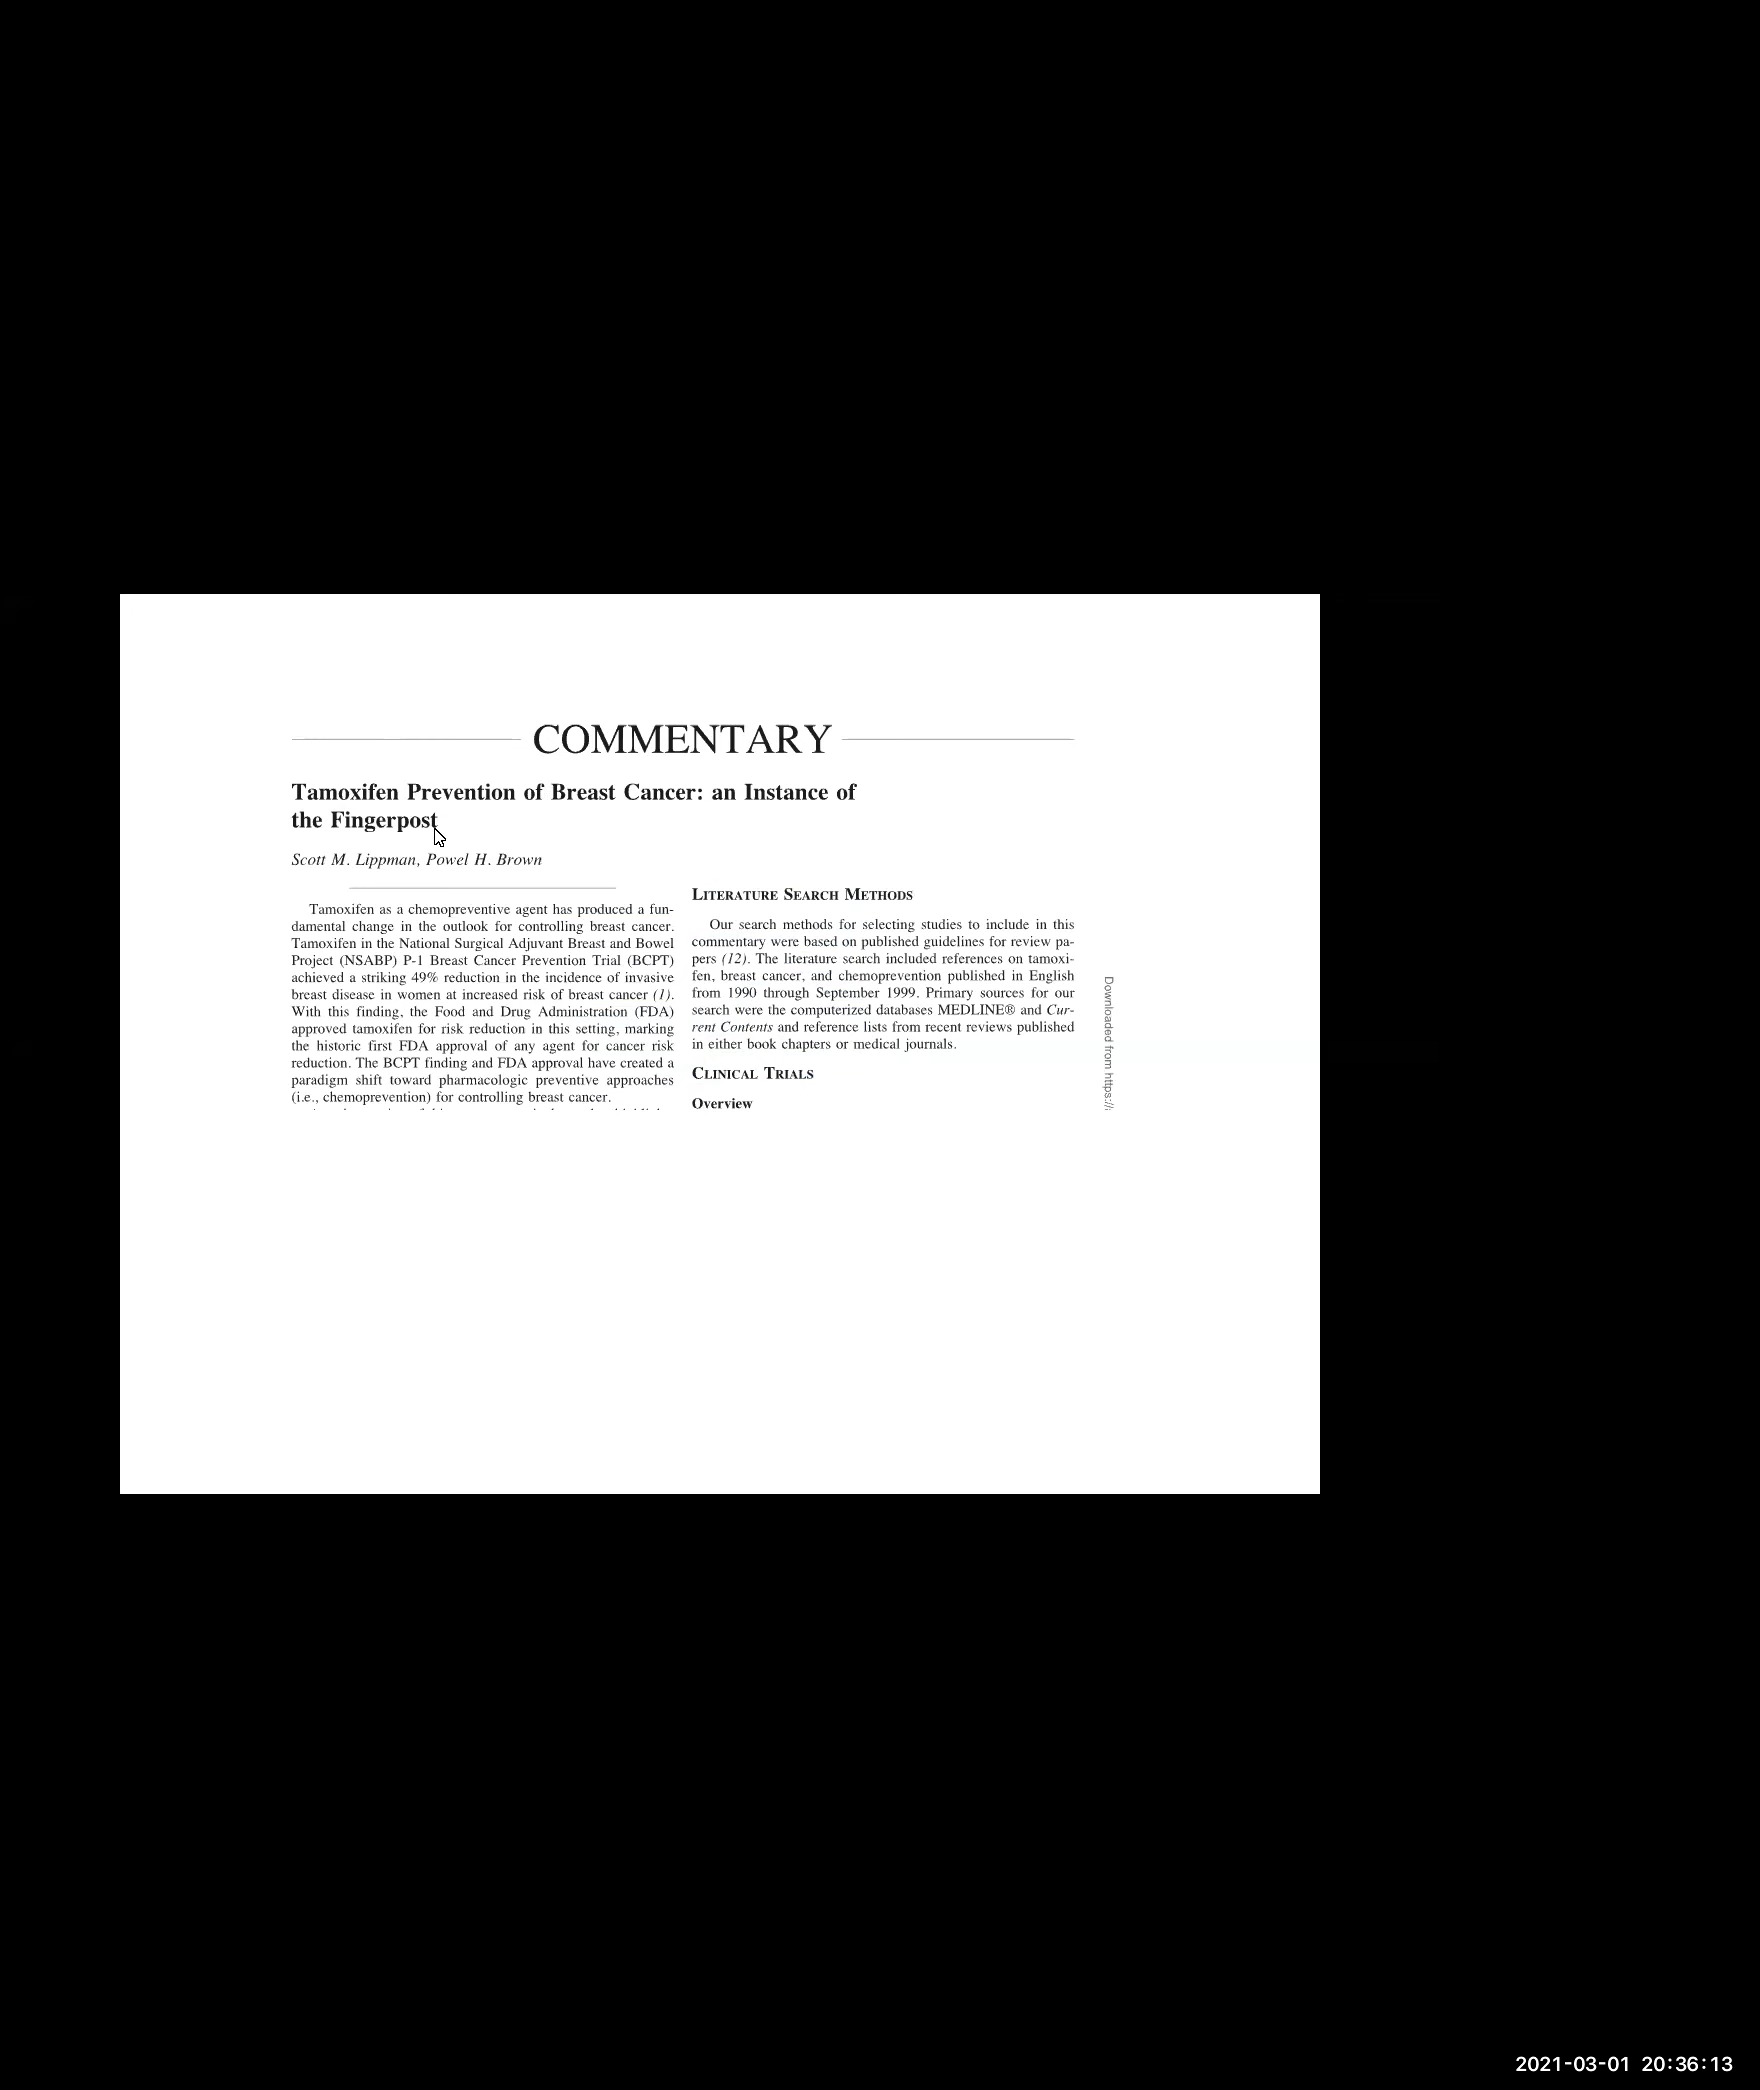 COMMENTARY
Tamoxifen Prevention of Breast Cancer: an Instance of
the Fingerpost
Scott M. Lippman, Powel H. Brown
Tamoxifen as a chemopreventive agent has produced a fun-
damental change in the outlook for controlling breast cancer.
Tamoxifen in the National Surgical Adjuvant Breast and Bowel
Project (NSABP) P-1 Breast Cancer Prevention Trial (BCPT)
achieved a striking 49% reduction in the incidence of invasive
breast disease in women at increased risk of breast cancer (1).
With this finding, the Food and Drug Administration (FDA)
approved tamoxifen for risk reduction in this setting, marking
the historic first FDA approval of any agent for cancer risk
reduction. The BCPT finding and FDA approval have created a
paradigm shift toward pharmacologic preventive approaches
(i.e., chemoprevention) for controlling breast cancer.
LITERATURE SEARCH METHODS
Our search methods for selecting studies to include in this
commentary were based on published guidelines for review pa-
pers (12). The literature search included references on tamoxi-
fen, breast cancer, and chemoprevention published in English
from 1990 through September 1999. Primary sources for our
search were the computerized databases MEDLINE® and Cur-
rent Contents and reference lists from recent reviews published
in either book chapters or medical journals.
CLINICAL TRIALS
Overview
Downloaded from https://
2021-03-01 20:36:13